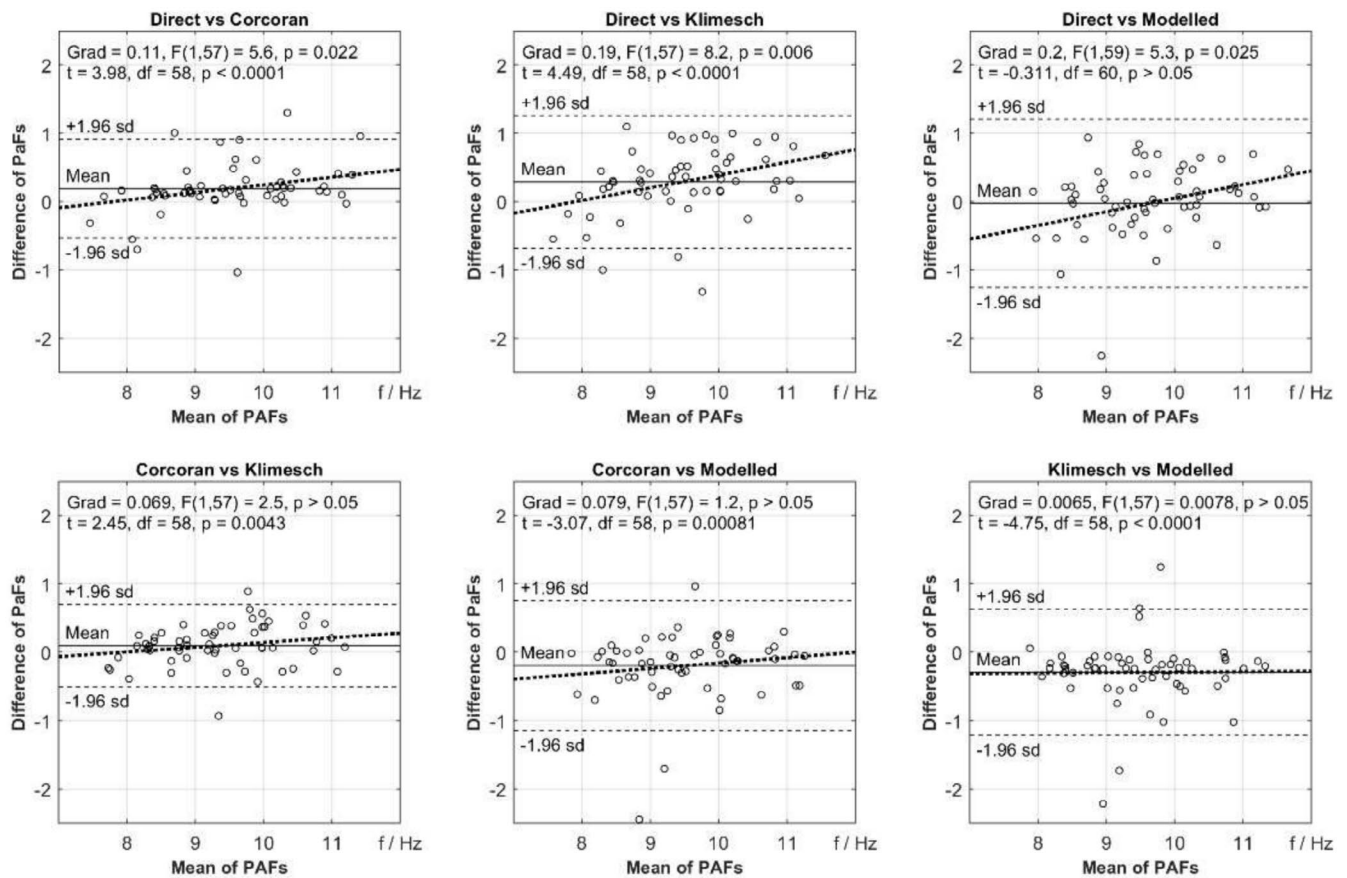 Direct vs Corcoran
Grad = 0.11, F(1,57) = 5.6, p = 0.022
t = 3.98, df = 58, p < 0.0001
+1.96 sd
Mean
-1.96 sd
2
1
0
-1
-2
Difference of PaFs
8 9 10 11 f / Hz
Mean of PAFs
Direct vs Klimesch
Grad = 0.19, F(1,57) = 8.2, p = 0.006
t = 4.49, df = 58, p < 0.0001
+1.96 sd
Mean
-1.96 sd
2
1
0
-1
-2
Difference of PaFs
8 9 10 11 f / Hz
Mean of PAFs
Direct vs Modelled
Grad = 0.2, F(1,59) = 5.3, p = 0.025
t = -0.311, df = 60, p > 0.05
+1.96 sd
Mean
-1.96 sd
2
1
0
-1
-2
Difference of PaFs
8 9 10 11 f / Hz
Mean of PAFs
Corcoran vs Klimesch
Grad = 0.069, F(1,57) = 2.5, p > 0.05
t = 2.45, df = 58, p = 0.0043
+1.96 sd
Mean
-1.96 sd
2
1
0
-1
-2
Difference of PaFs
8 9 10 11 f / Hz
Mean of PAFs
Corcoran vs Modelled
Grad = 0.079, F(1,57) = 1.2, p > 0.05
t = -3.07, df = 58, p = 0.00081
+1.96 sd
Mean
-1.96 sd
2
1
0
-1
-2
Difference of PaFs
8 9 10 11 f / Hz
Mean of PAFs
Klimesch vs Modelled
Grad = 0.0065, F(1,57) = 0.0078, p > 0.05
t = -4.75, df = 58, p < 0.0001
+1.96 sd
Mean
-1.96 sd
2
1
0
-1
-2
Difference of PaFs
8 9 10 11 f / Hz
Mean of PAFs